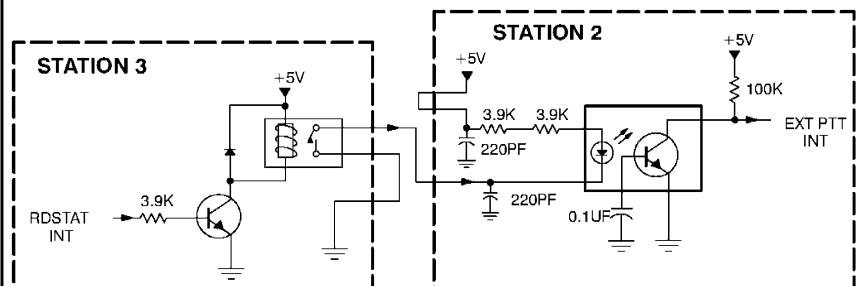 STATION 3
+5V
3.9K
RDSTAT
INT
STATION 2
+5V
+5V
100K
3.9K
3.9K
220PF
EXT PTT
INT
220PF
0.1UF